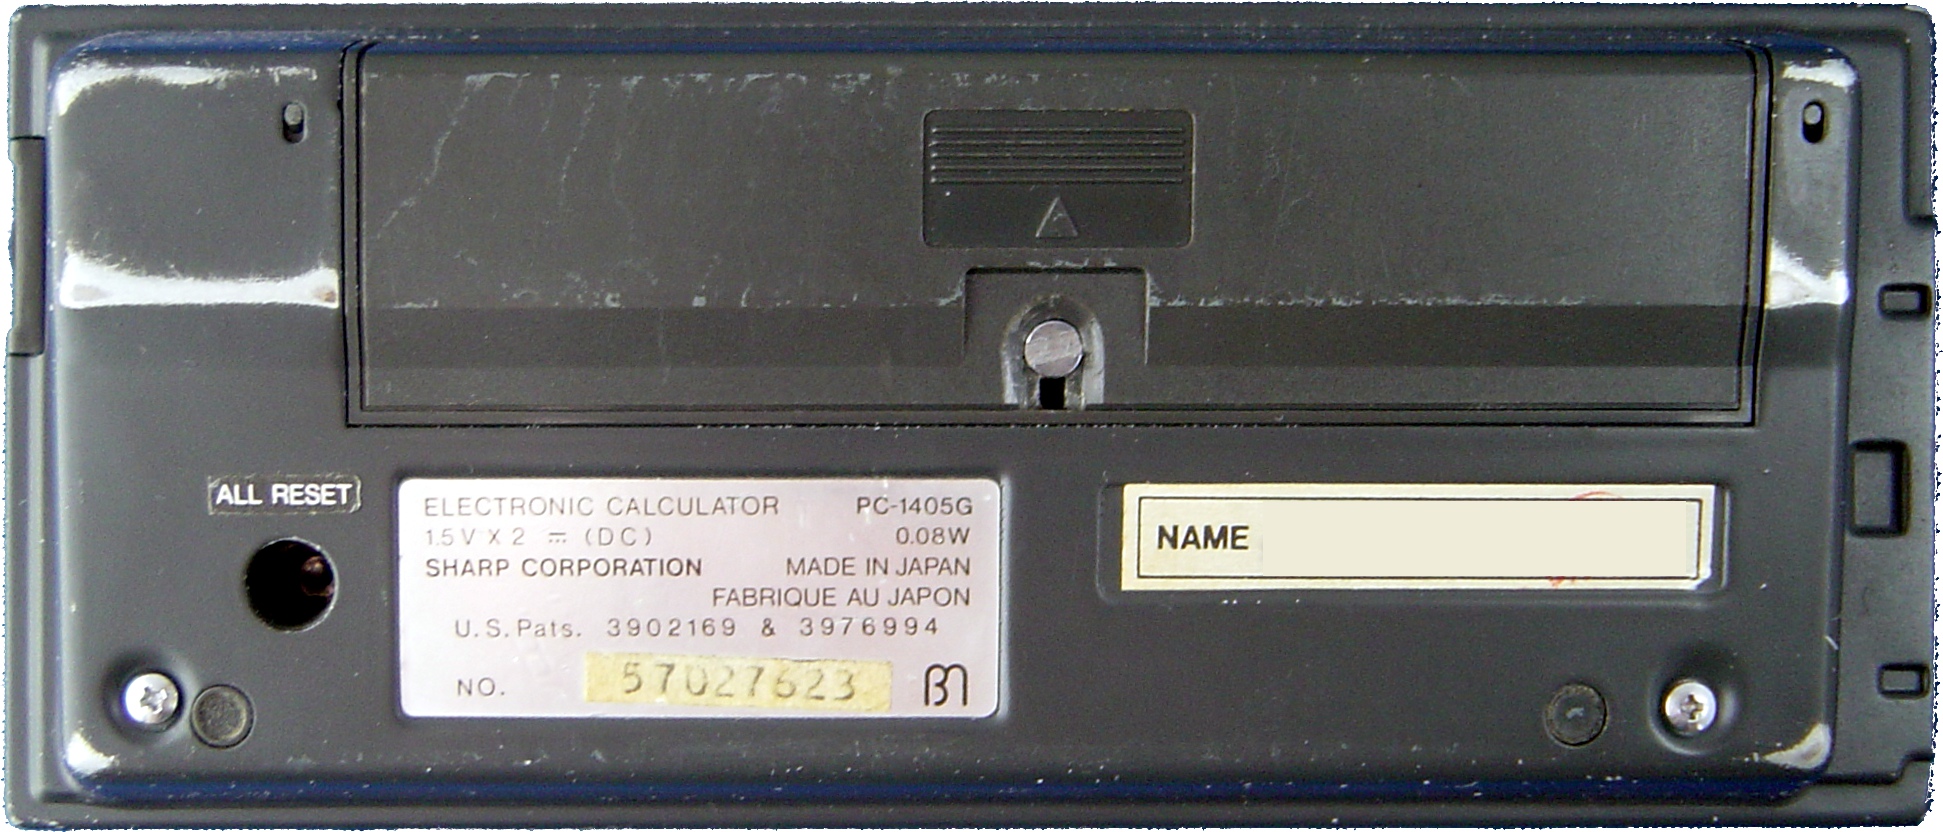 ALL RESET
ELECTRONIC CALCULATOR PC-1405G
1.5V X 2 ⎓ (DC) 0.08W
SHARP CORPORATION MADE IN JAPAN
FABRIQUE AU JAPON
U.S.Pats. 3902169 & 3976994
NO. 57027623
NAME